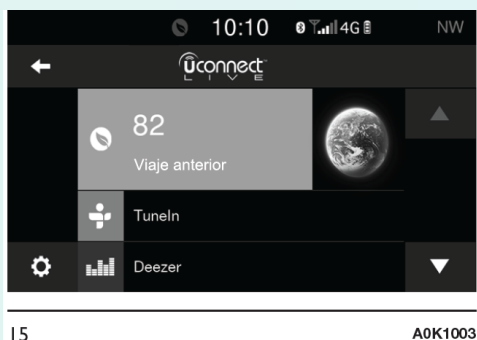 10:10 4G NW
uconnect
LIVE
82
Viaje anterior
TuneIn
Deezer
15 A0K1003